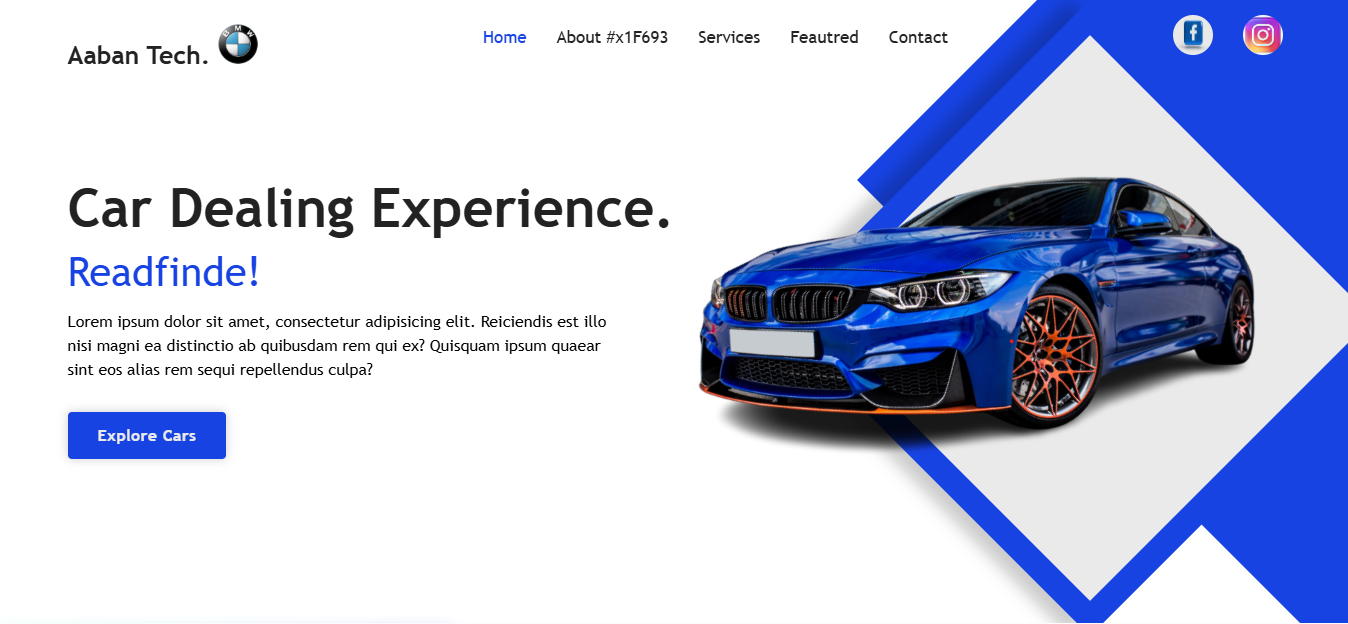 Aaban Tech.
BMW
Home About #x1F693 Services Feautred Contact
Car Dealing Experience.
Readfinde!
Lorem ipsum dolor sit amet, consectetur adipisicing elit. Reiciendis est illo
nisi magni ea distinctio ab quibusdam rem qui ex? Quisquam ipsum quaear
sint eos alias rem sequi repellendus culpa?
Explore Cars